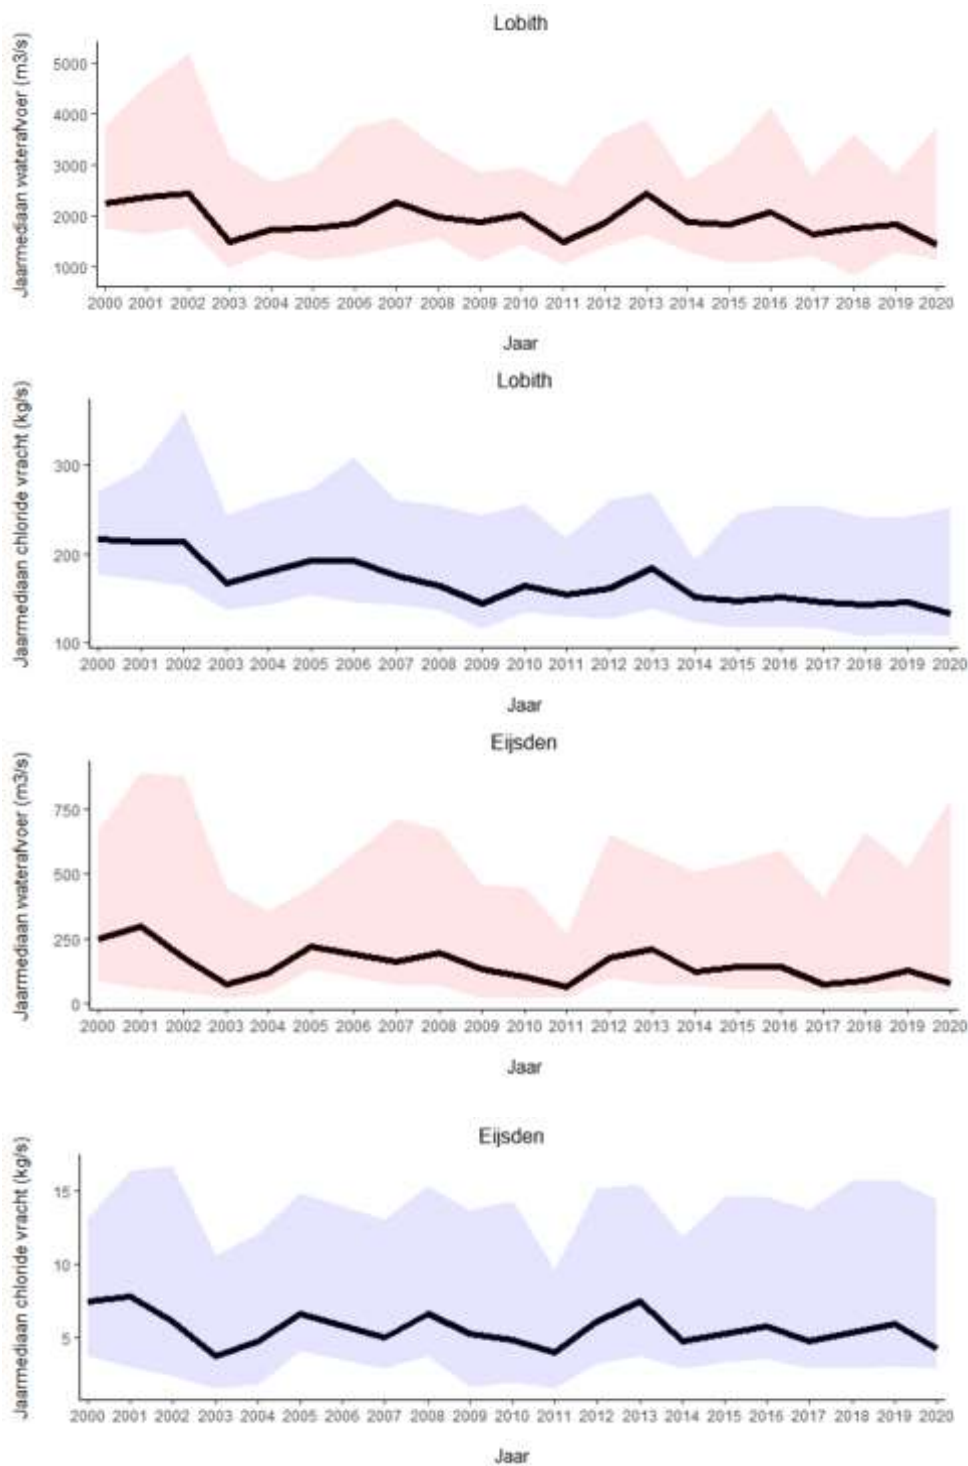 Lobith
Jaarmediaan waterafvoer (m3/s)
5000
4000
3000
2000
1000
2000 2001 2002 2003 2004 2005 2006 2007 2008 2009 2010 2011 2012 2013 2014 2015 2016 2017 2018 2019 2020
Jaar
Lobith
Jaarmediaan chloride vracht (kg/s)
300
200
100
2000 2001 2002 2003 2004 2005 2006 2007 2008 2009 2010 2011 2012 2013 2014 2015 2016 2017 2018 2019 2020
Jaar
Eijsden
Jaarmediaan waterafvoer (m3/s)
750
500
250
0
2000 2001 2002 2003 2004 2005 2006 2007 2008 2009 2010 2011 2012 2013 2014 2015 2016 2017 2018 2019 2020
Jaar
Eijsden
Jaarmediaan chloride vracht (kg/s)
15
10
5
2000 2001 2002 2003 2004 2005 2006 2007 2008 2009 2010 2011 2012 2013 2014 2015 2016 2017 2018 2019 2020
Jaar